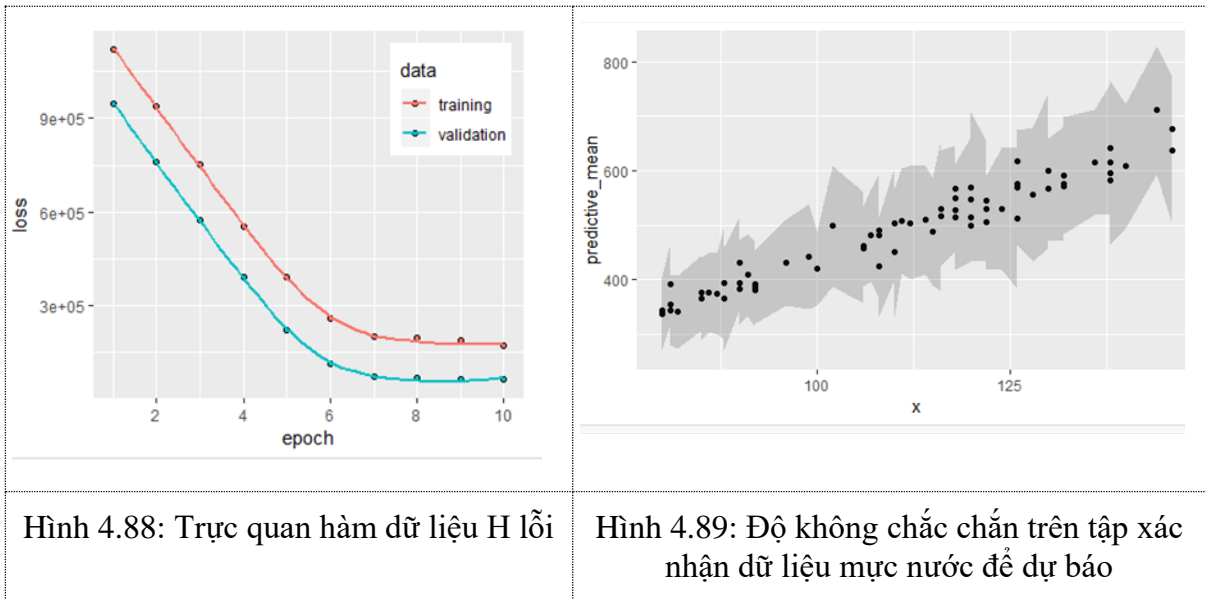 data
training
validation
9e+05
6e+05
3e+05
loss
2
4
6
8
10
epoch
800
600
400
predictive_mean
100
125
x
Hình 4.88: Trực quan hàm dữ liệu H lỗi
Hình 4.89: Độ không chắc chắn trên tập xác
nhận dữ liệu mực nước để dự báo